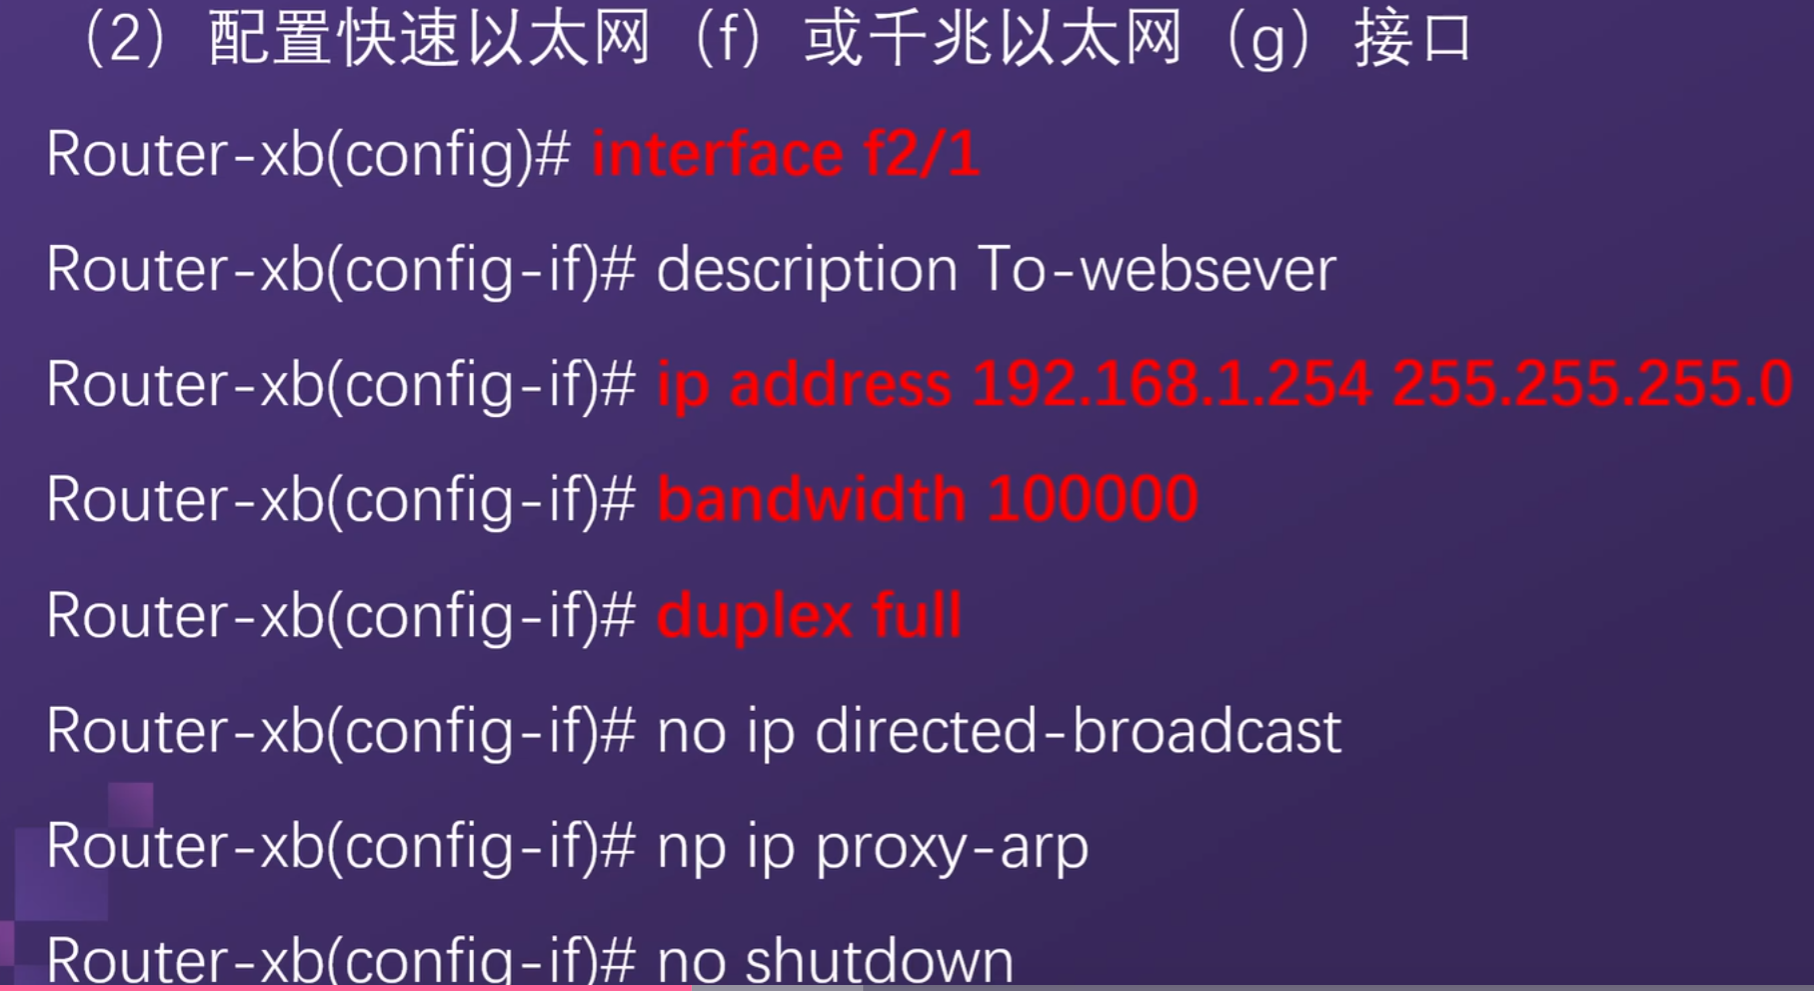 （2）配置快速以太网（f）或千兆以太网（g）接口
Router-xb(config)# interface f2/1
Router-xb(config-if)# description To-websever
Router-xb(config-if)# ip address 192.168.1.254 255.255.255.0
Router-xb(config-if)# bandwidth 100000
Router-xb(config-if)# duplex full
Router-xb(config-if)# no ip directed-broadcast
Router-xb(config-if)# np ip proxy-arp
Router-xb(config-if)# no shutdown